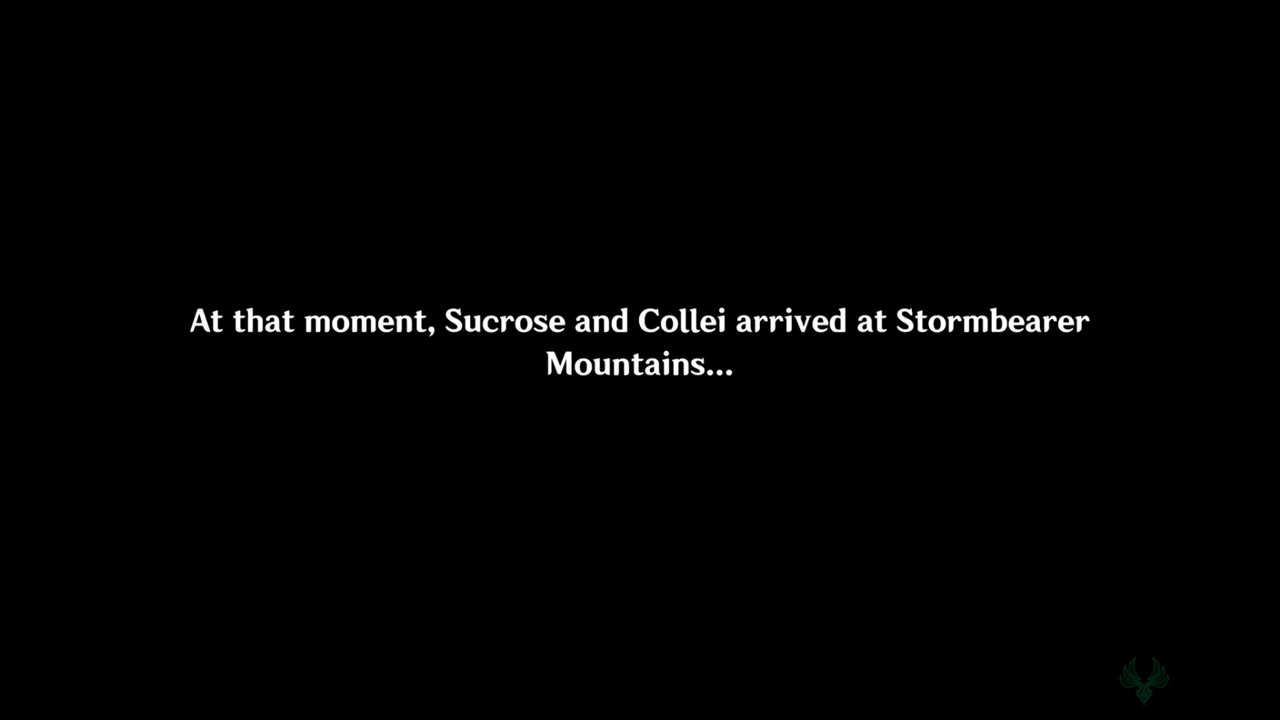 At that moment, Sucrose and Collei arrived at Stormbearer
Mountains...